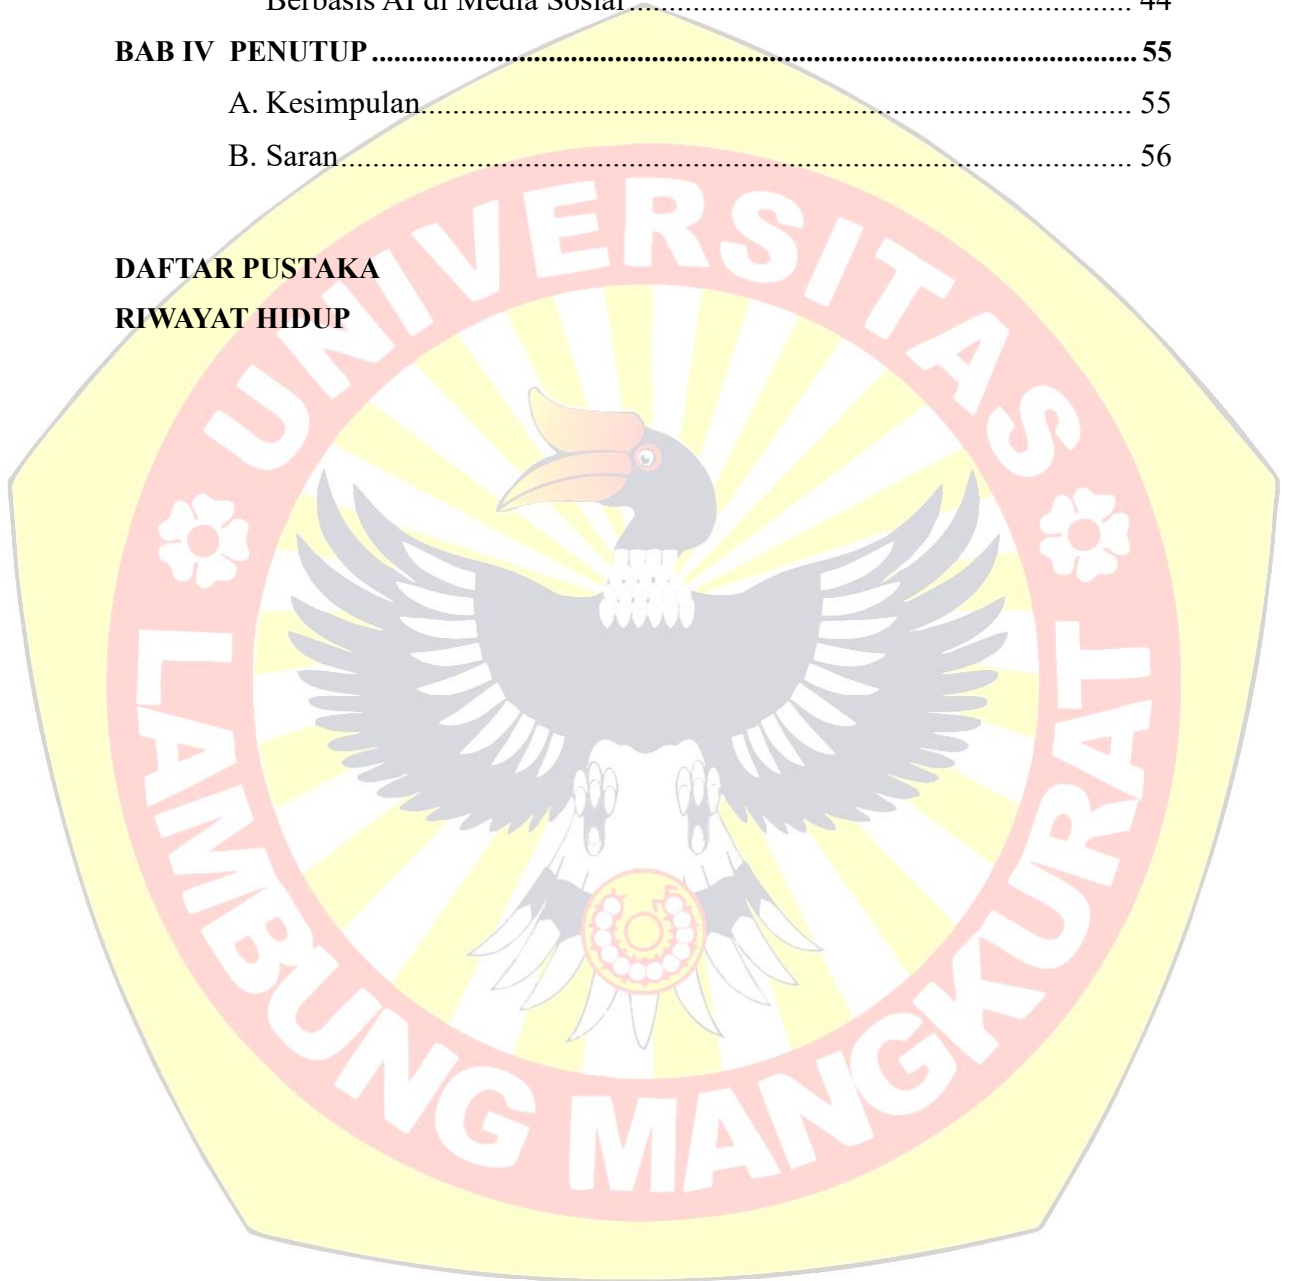 Berbasis AI di Media Sosial ................................................................ 44
BAB IV PENUTUP ......................................................................................................... 55
A. Kesimpulan .......................................................................................... 55
B. Saran .................................................................................................... 56
DAFTAR PUSTAKA
RIWAYAT HIDUP
UNIVERSITAS
LAMBUNG MANGKURAT